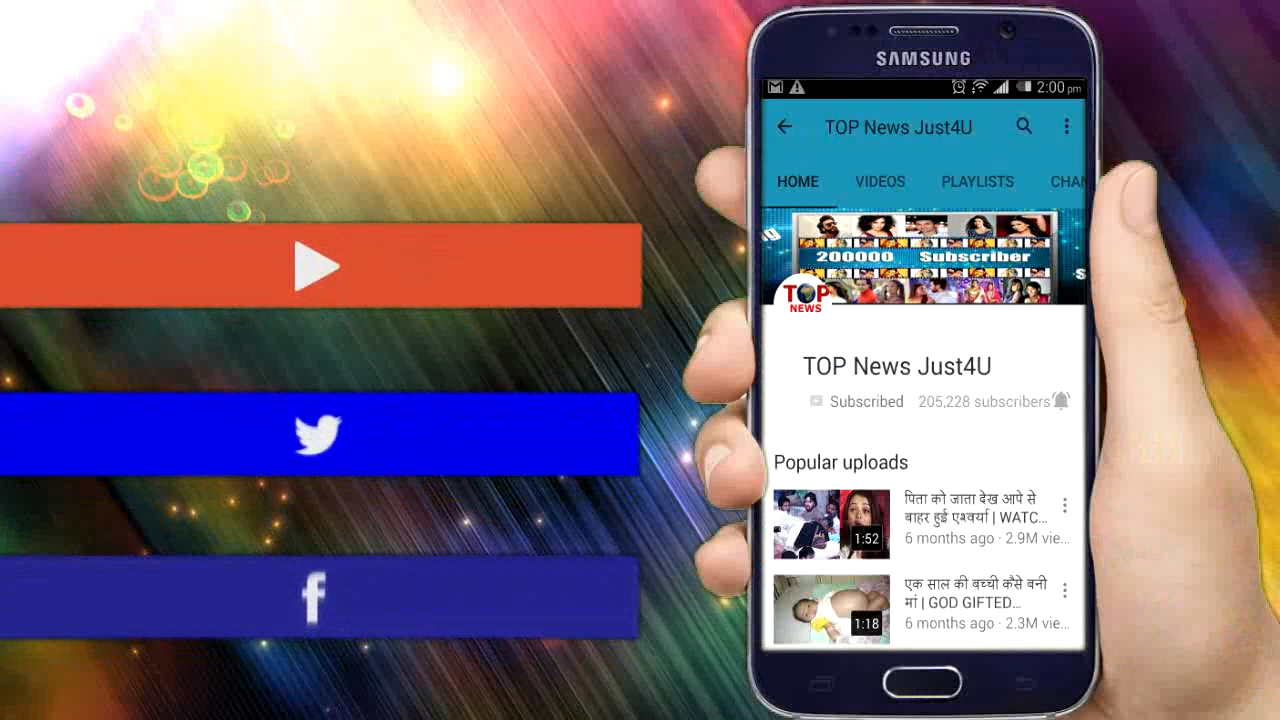 SAMSUNG
2:00 pm
TOP News Just4U
HOME VIDEOS PLAYLISTS CHAN
200000 Subscriber
TOP
NEWS
TOP News Just4U
Subscribed 205,228 subscribers
Popular uploads
पिता को जाता देख आपे से
बाहर हुई एश्वर्या | WATC...
1:52
6 months ago · 2.9M vie...
एक साल की बच्ची कैसे बनी
मां | GOD GIFTED...
1:18
6 months ago · 2.3M vie...